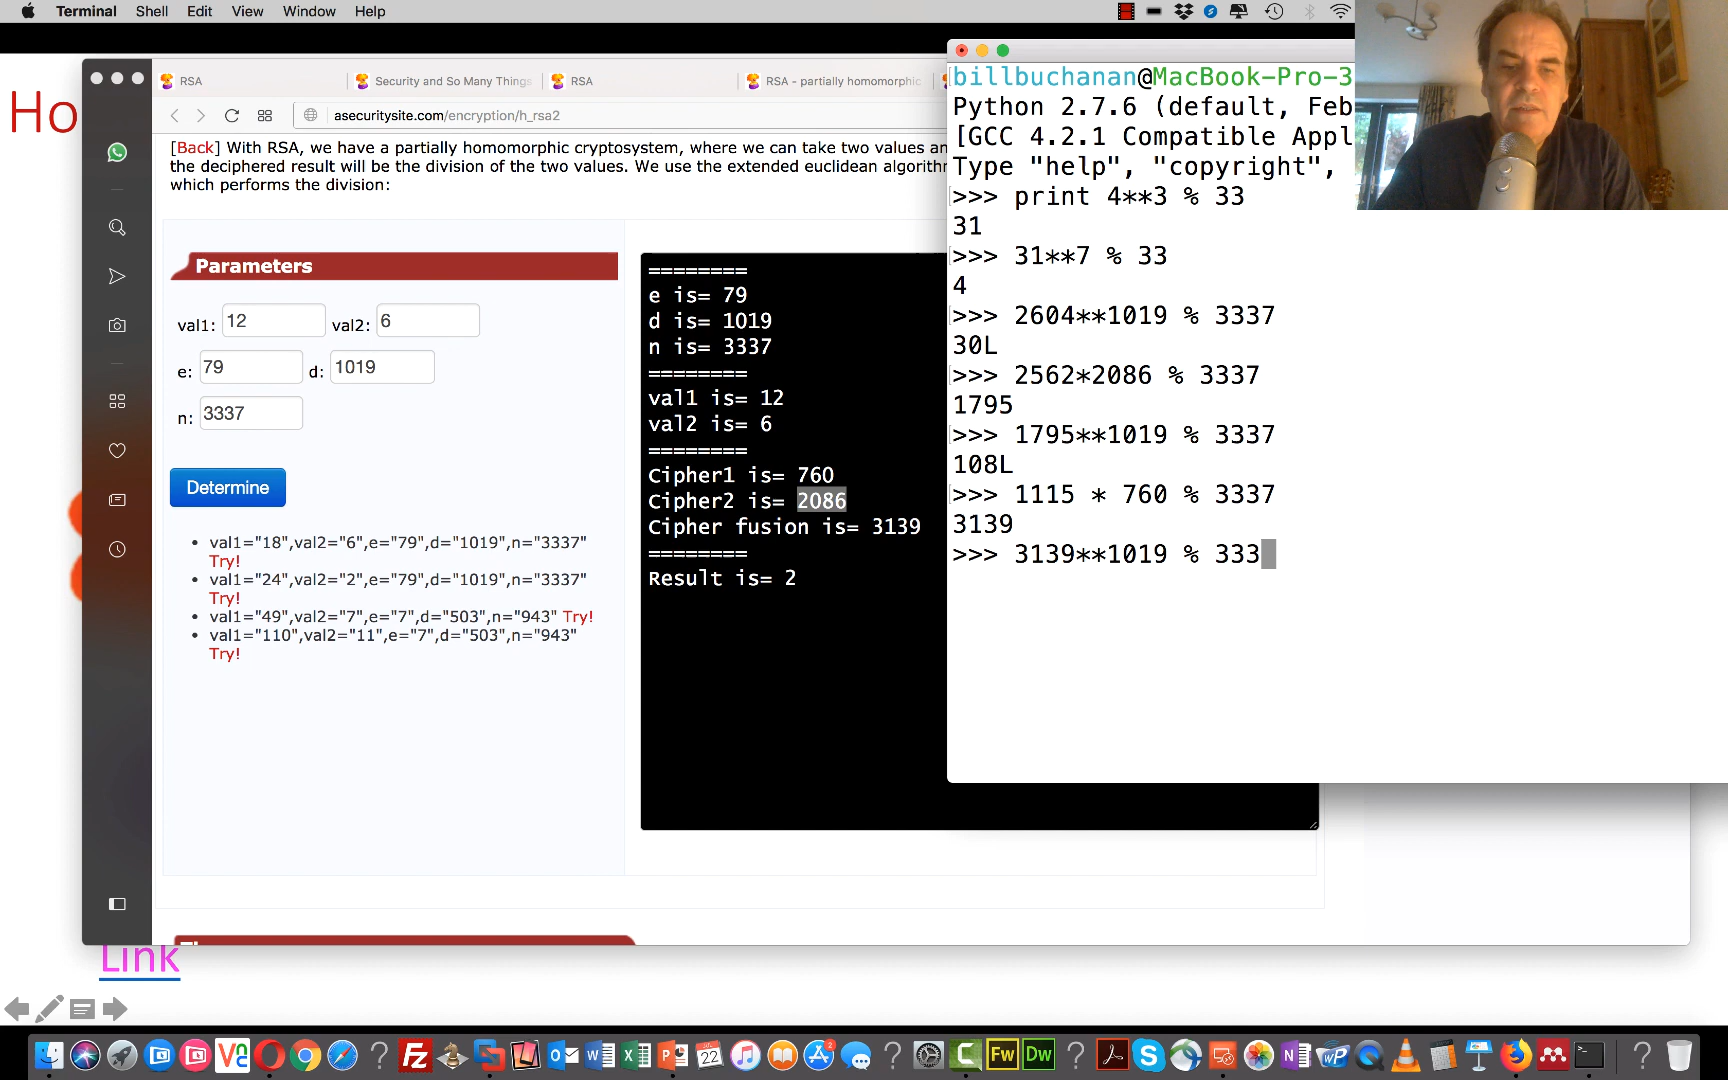 Terminal Shell Edit View Window Help
Ho
RSA
Security and So Many Things
RSA
RSA - partially homomorphic
asecuritysite.com/encryption/h_rsa2
[Back] With RSA, we have a partially homomorphic cryptosystem, where we can take two values an
the deciphered result will be the division of the two values. We use the extended euclidean algorith
which performs the division:
Parameters
val1: 12 val2: 6
e: 79 d: 1019
n: 3337
Determine
val1="18",val2="6",e="79",d="1019",n="3337"
Try!
val1="24",val2="2",e="79",d="1019",n="3337"
Try!
val1="49",val2="7",e="7",d="503",n="943" Try!
val1="110",val2="11",e="7",d="503",n="943"
Try!
========
e is= 79
d is= 1019
n is= 3337
========
val1 is= 12
val2 is= 6
========
Cipher1 is= 760
Cipher2 is= 2086
Cipher fusion is= 3139
========
Result is= 2
billbuchanan@MacBook-Pro-3
Python 2.7.6 (default, Feb
[GCC 4.2.1 Compatible Appl
Type "help", "copyright",
>>> print 4**3 % 33
31
>>> 31**7 % 33
4
>>> 2604**1019 % 3337
30L
>>> 2562*2086 % 3337
1795
>>> 1795**1019 % 3337
108L
>>> 1115 * 760 % 3337
3139
>>> 3139**1019 % 333
Link
Fz
22
2
Fw
Dw